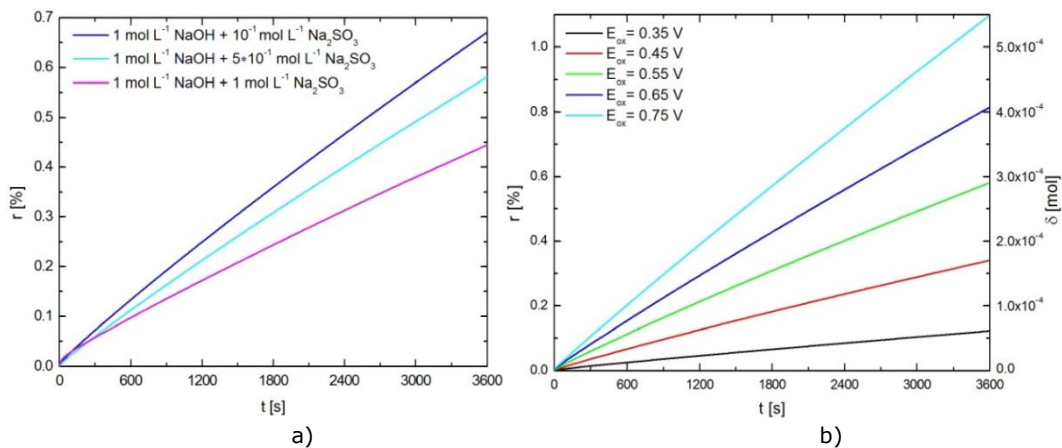 1 mol L⁻¹ NaOH + 10⁻¹ mol L⁻¹ Na₂SO₃
1 mol L⁻¹ NaOH + 5*10⁻¹ mol L⁻¹ Na₂SO₃
1 mol L⁻¹ NaOH + 1 mol L⁻¹ Na₂SO₃
r [%]
0.7
0.6
0.5
0.4
0.3
0.2
0.1
0.0
0 600 1200 1800 2400 3000 3600
t [s]
a)
Eₒₓ= 0.35 V
Eₒₓ= 0.45 V
Eₒₓ= 0.55 V
Eₒₓ= 0.65 V
Eₒₓ= 0.75 V
r [%]
1.0
0.8
0.6
0.4
0.2
0.0
5.0x10⁻⁴
4.0x10⁻⁴
3.0x10⁻⁴
2.0x10⁻⁴
1.0x10⁻⁴
0.0
δ [mol]
0 600 1200 1800 2400 3000 3600
t [s]
b)